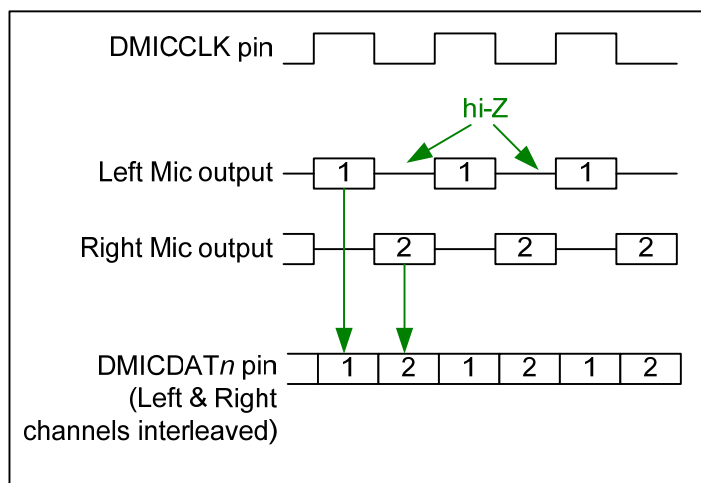 DMICCLK pin
hi-Z
Left Mic output
1 1 1
Right Mic output
2 2 2
DMICDATn pin
1 2 1 2 1 2
(Left & Right
channels interleaved)